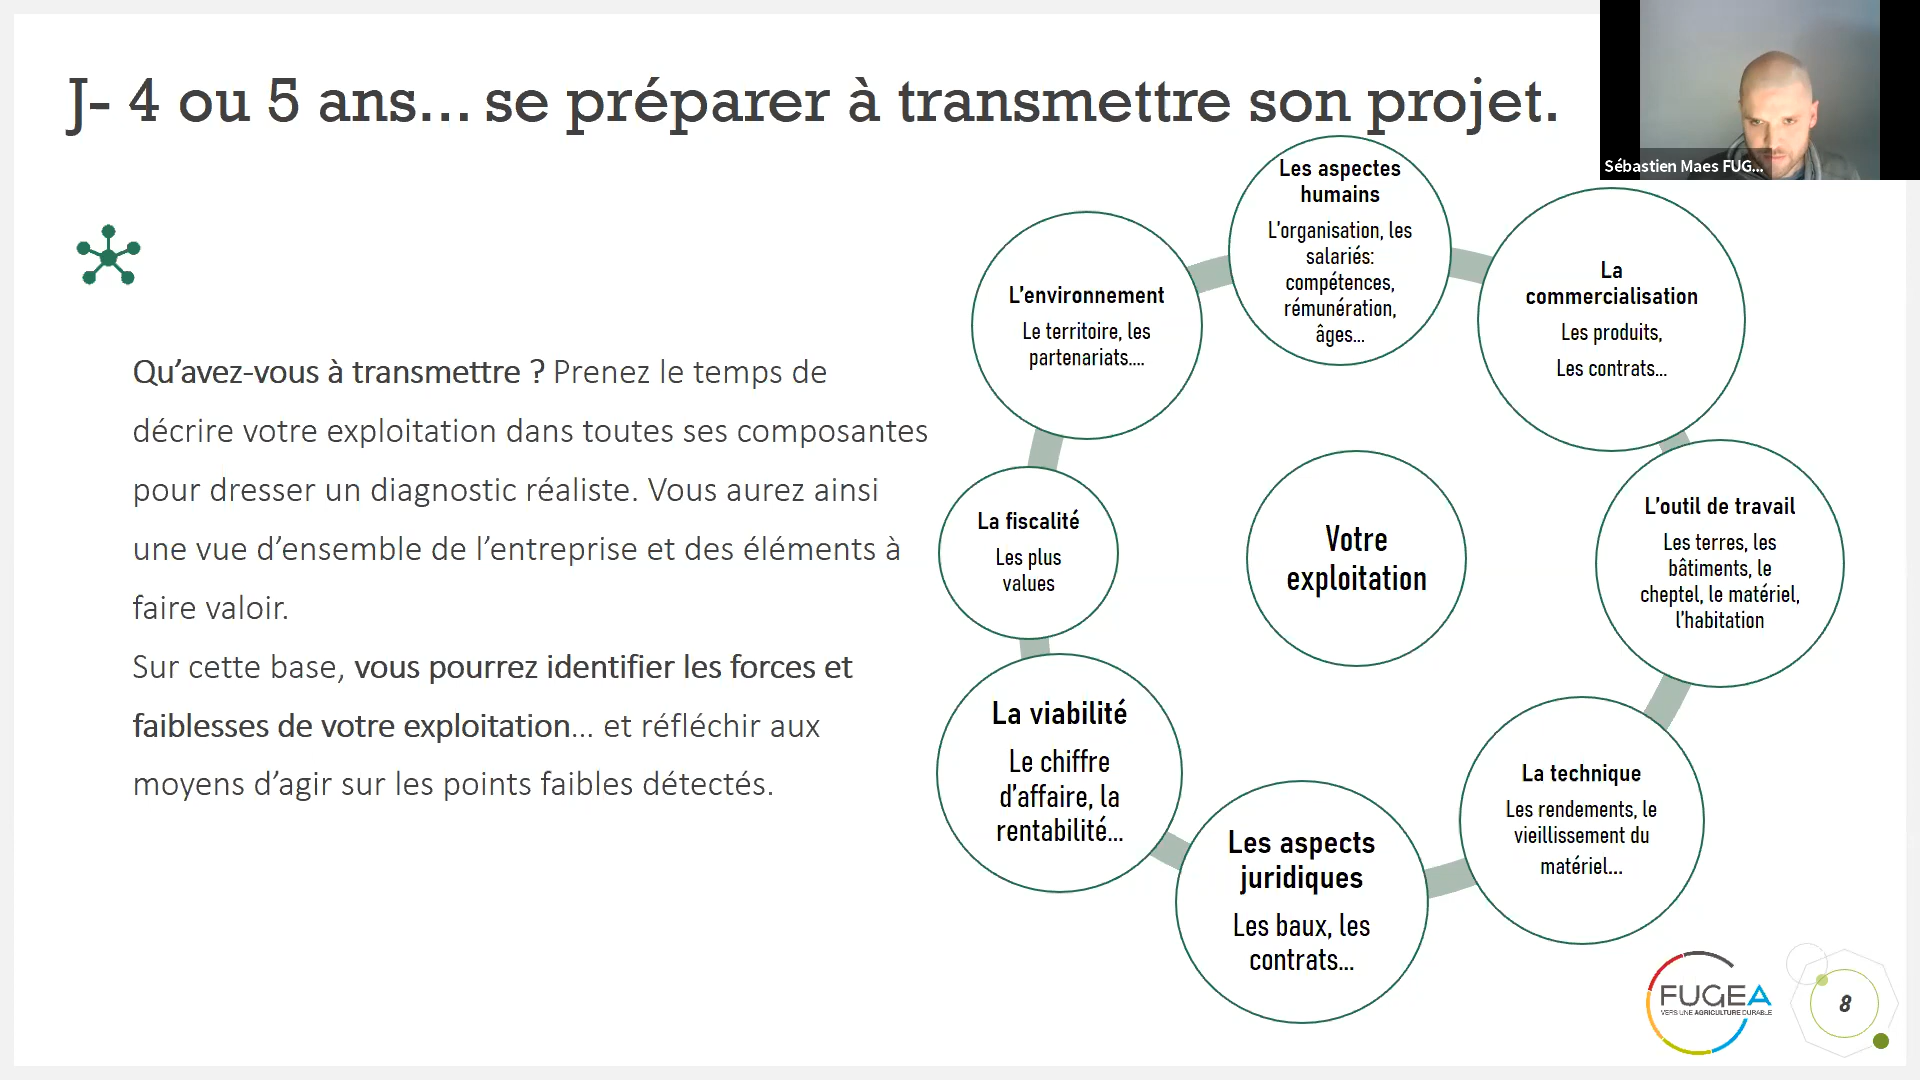 J- 4 ou 5 ans... se préparer à transmettre son projet.
Sébastien Maes FUG...
Qu’avez-vous à transmettre ? Prenez le temps de
décrire votre exploitation dans toutes ses composantes
pour dresser un diagnostic réaliste. Vous aurez ainsi
une vue d’ensemble de l’entreprise et des éléments à
faire valoir.
Sur cette base, vous pourrez identifier les forces et
faiblesses de votre exploitation... et réfléchir aux
moyens d’agir sur les points faibles détectés.
Les aspectes
humains
L’organisation, les
salariés:
compétences,
rémunération,
âges...
La
commercialisation
Les produits,
Les contrats...
L’outil de travail
Les terres, les
bâtiments, le
cheptel, le matériel,
l’habitation
La technique
Les rendements, le
vieillissement du
matériel...
Les aspects
juridiques
Les baux, les
contrats...
La viabilité
Le chiffre
d’affaire, la
rentabilité...
La fiscalité
Les plus
values
L’environnement
Le territoire, les
partenariats....
Votre
exploitation
FUGEA
VERS UNE AGRICULTURE DURABLE
8